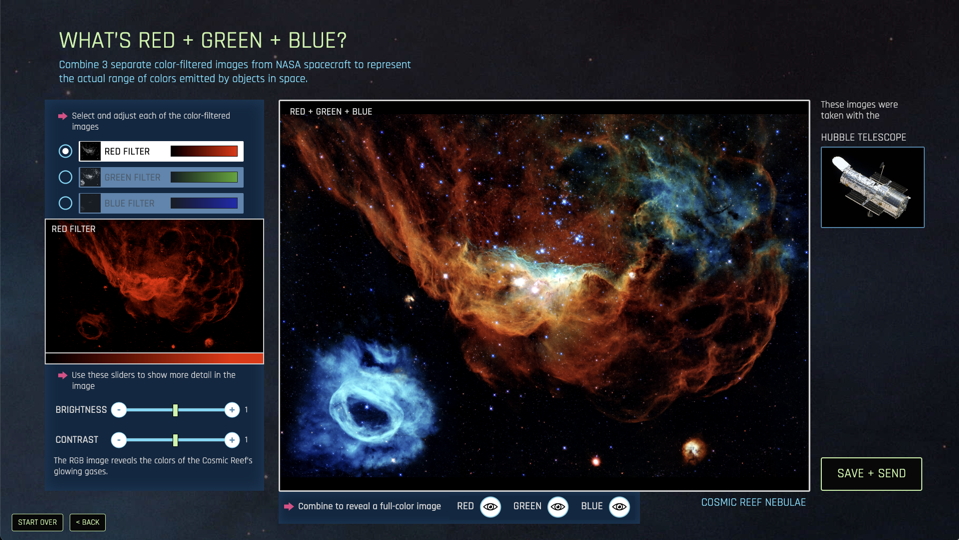 WHAT'S RED + GREEN + BLUE?
Combine 3 separate color-filtered images from NASA spacecraft to represent
the actual range of colors emitted by objects in space.
Select and adjust each of the color-filtered
images
RED FILTER
GREEN FILTER
BLUE FILTER
RED FILTER
Use these sliders to show more detail in the
image
BRIGHTNESS - + 1
CONTRAST - + 1
The RGB image reveals the colors of the Cosmic Reef's
glowing gases.
RED + GREEN + BLUE
Combine to reveal a full-color image RED GREEN BLUE
COSMIC REEF NEBULAE
These images were
taken with the
HUBBLE TELESCOPE
SAVE + SEND
START OVER
< BACK